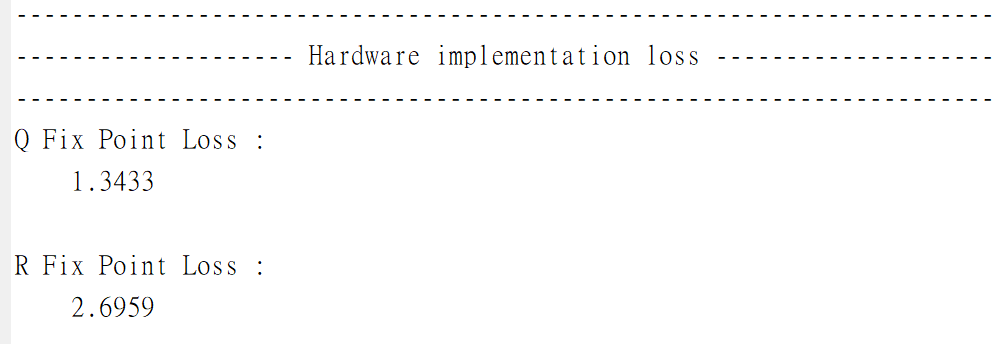 -----------------------------------------------------------------------
-------------------- Hardware implementation loss --------------------
-----------------------------------------------------------------------
Q Fix Point Loss :
1.3433
R Fix Point Loss :
2.6959